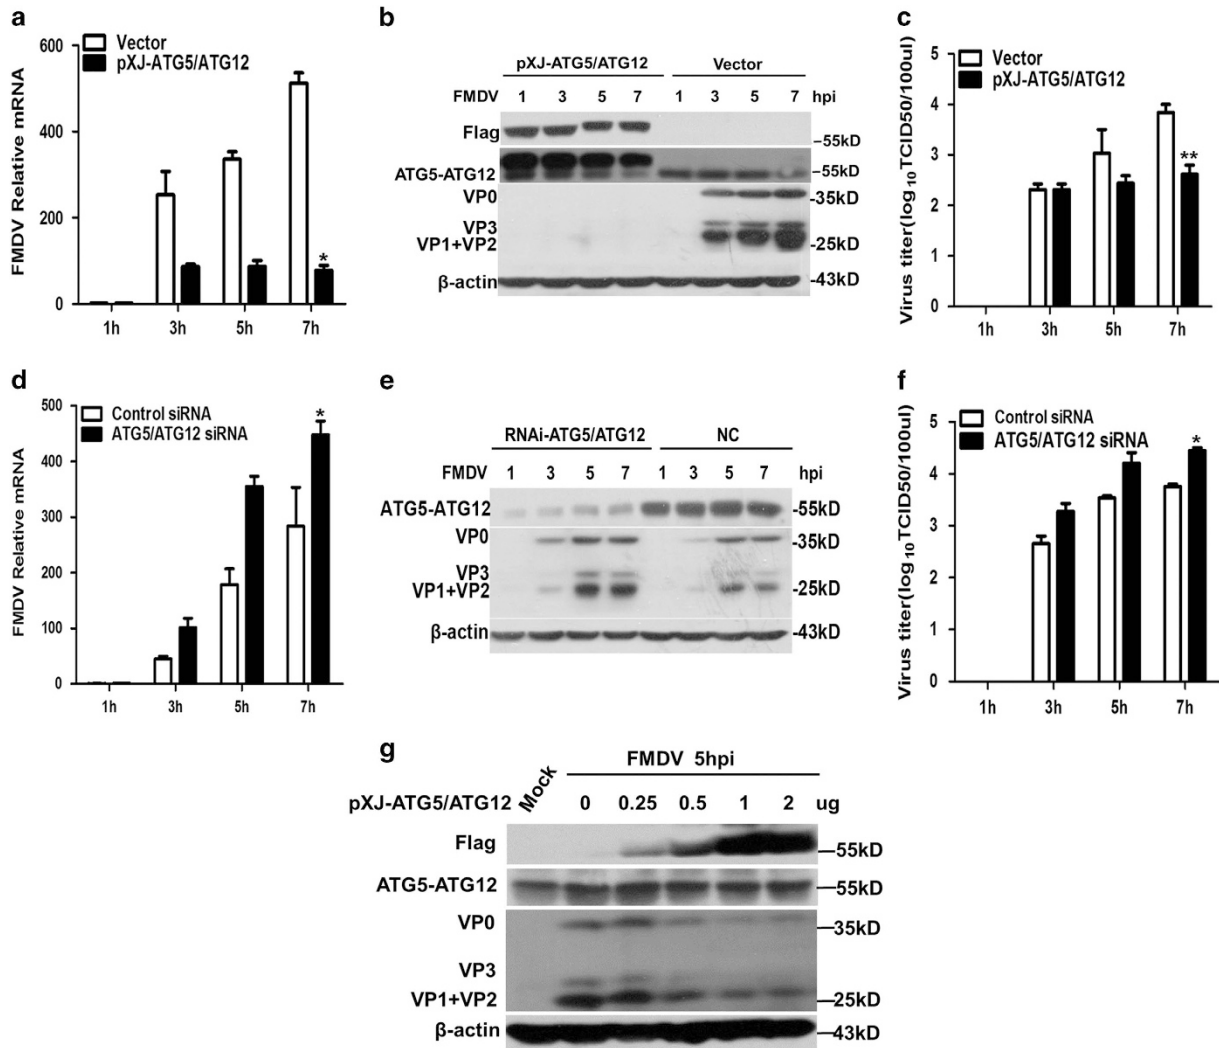 a
Vector
pXJ-ATG5/ATG12
FMDV Relative mRNA
600
400
200
0
1h 3h 5h 7h
*
b
pXJ-ATG5/ATG12 Vector
FMDV 1 3 5 7 1 3 5 7 hpi
Flag
–55kD
ATG5-ATG12 –55kD
VP0 -35kD
VP3
VP1+VP2 -25kD
β-actin -43kD
c
Vector
pXJ-ATG5/ATG12
Virus titer(log10TCID50/100ul)
5
4
3
2
1
0
1h 3h 5h 7h
**
d
Control siRNA
ATG5/ATG12 siRNA
FMDV Relative mRNA
500
400
300
200
100
0
1h 3h 5h 7h
*
e
RNAi-ATG5/ATG12 NC
FMDV 1 3 5 7 1 3 5 7 hpi
ATG5-ATG12 -55kD
VP0 -35kD
VP3
VP1+VP2 -25kD
β-actin -43kD
f
Control siRNA
ATG5/ATG12 siRNA
Virus titer(log10TCID50/100ul)
5
4
3
2
1
0
1h 3h 5h 7h
*
g
FMDV 5hpi
pXJ-ATG5/ATG12 Mock 0 0.25 0.5 1 2 ug
Flag —55kD
ATG5-ATG12 —55kD
VP0 —35kD
VP3
VP1+VP2 —25kD
β-actin —43kD